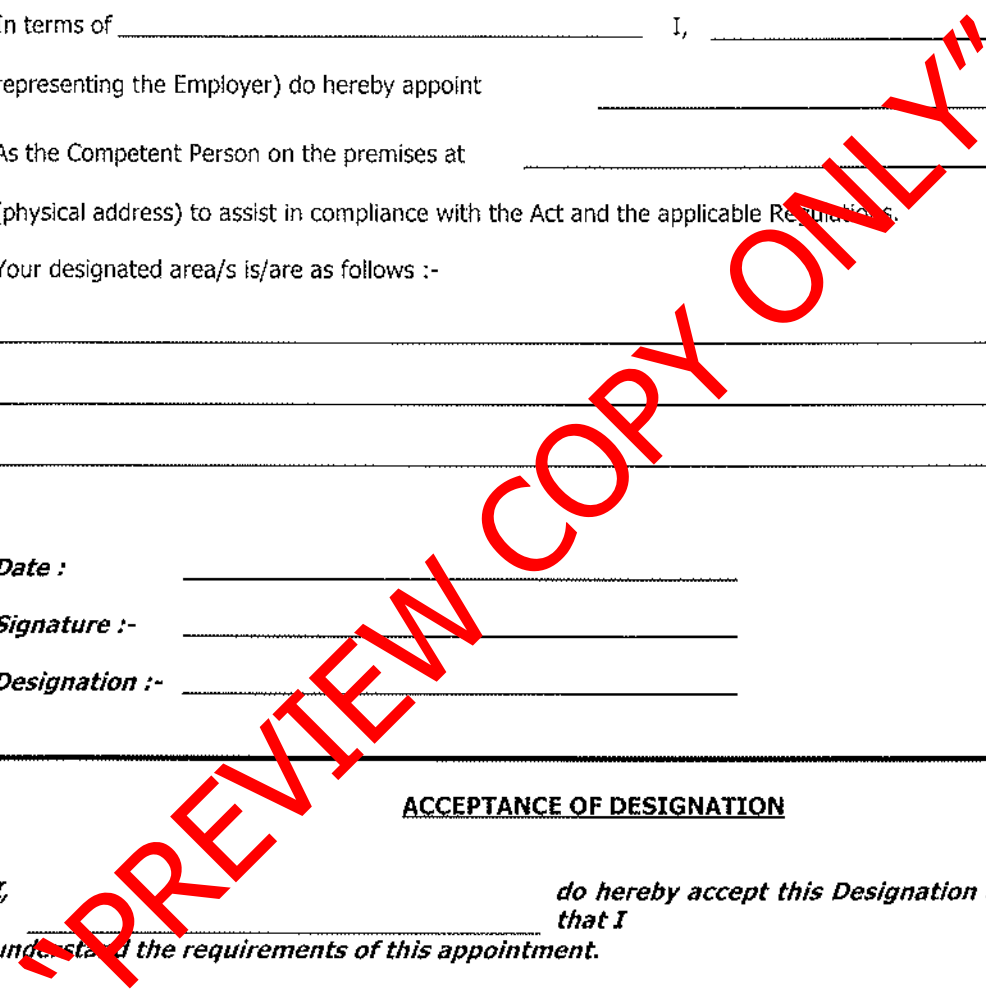 In terms of I,
representing the Employer) do hereby appoint
As the Competent Person on the premises at
(physical address) to assist in compliance with the Act and the applicable Regulations.
Your designated area/s is/are as follows :-
Date :
Signature :-
Designation :-
ACCEPTANCE OF DESIGNATION
I, do hereby accept this Designation
that I
understand the requirements of this appointment.
"PREVIEW COPY ONLY"